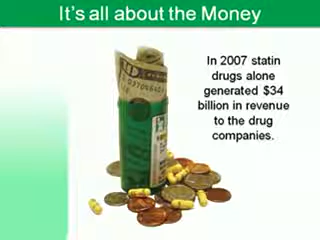 It's all about the Money
In 2007 statin
drugs alone
generated $34
billion in revenue
to the drug
companies.